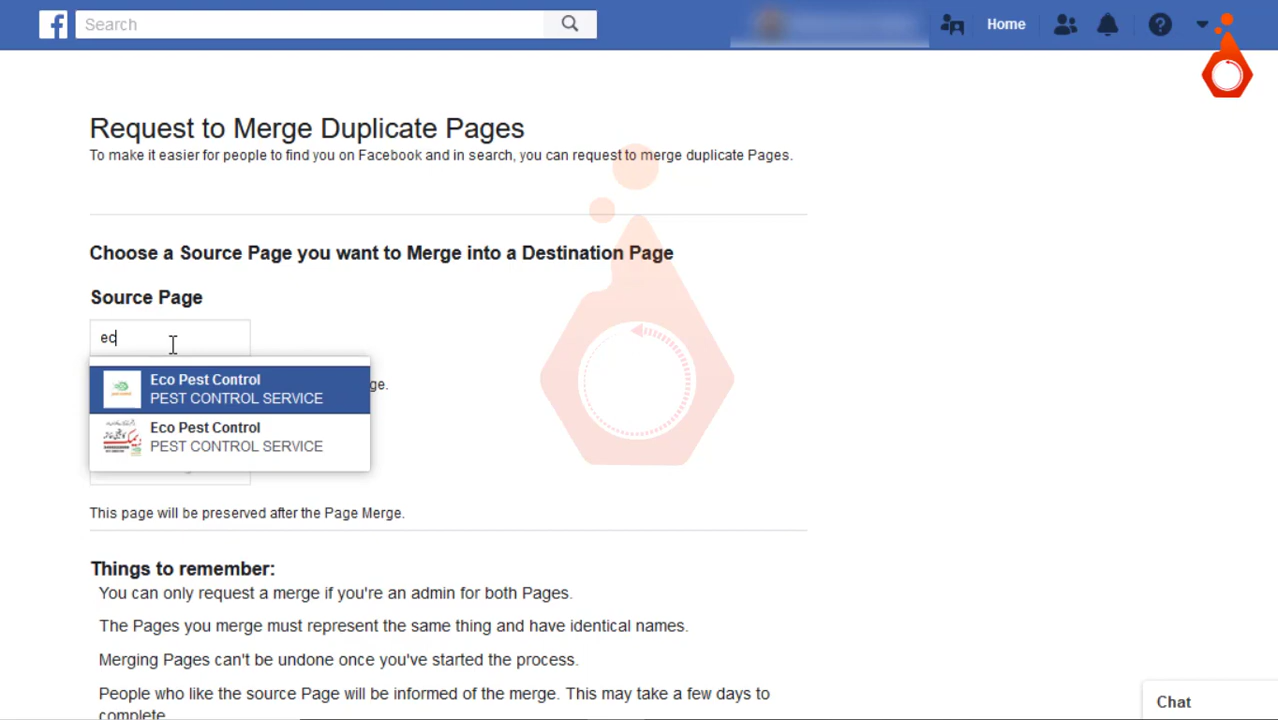 Search
Home
Request to Merge Duplicate Pages
To make it easier for people to find you on Facebook and in search, you can request to merge duplicate Pages.
Choose a Source Page you want to Merge into a Destination Page
Source Page
ec
Eco Pest Control
PEST CONTROL SERVICE
ge.
Eco Pest Control
PEST CONTROL SERVICE
This page will be preserved after the Page Merge.
Things to remember:
You can only request a merge if you're an admin for both Pages.
The Pages you merge must represent the same thing and have identical names.
Merging Pages can't be undone once you've started the process.
People who like the source Page will be informed of the merge. This may take a few days to
complete.
Chat